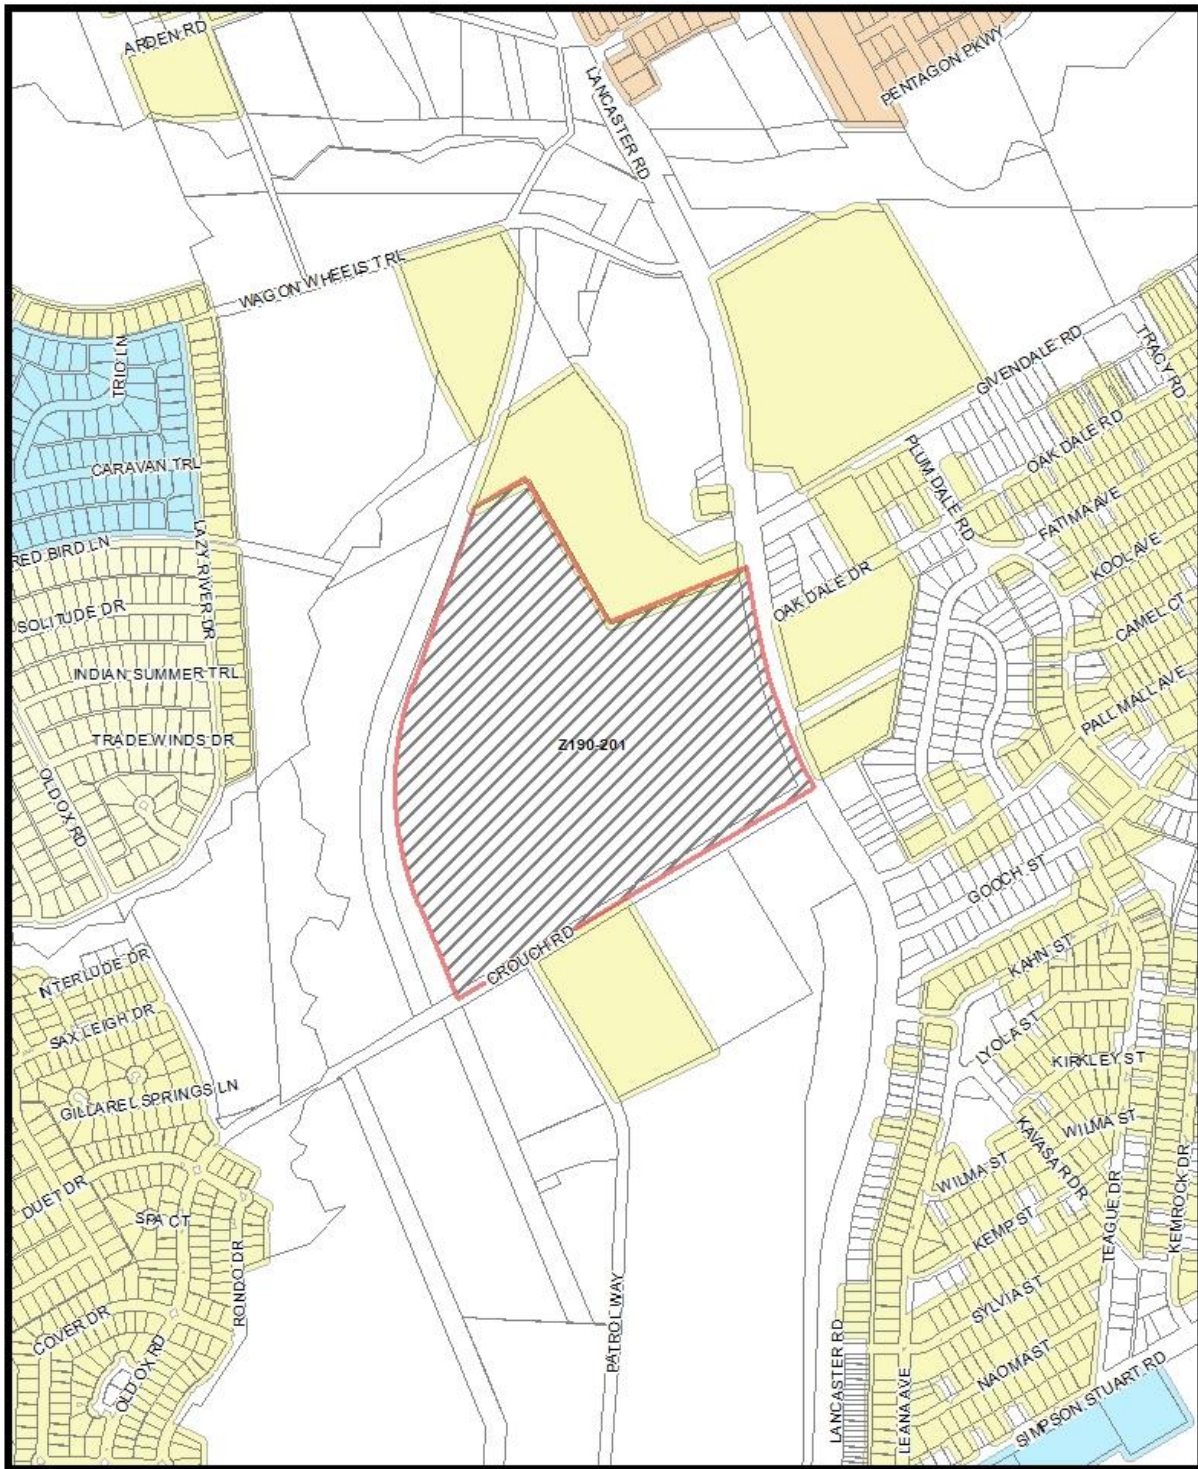 ARDEN RD
LANCASTER RD
PENTAGON PKWY
WAGON WHEELS TRL
TRIO LN
GIVENDALE RD
TRACY RD
CARAVAN TRL
PLUM DALE RD
OAK DALE RD
RED BIRD LN
LAZY RIVER DR
FATIMA AVE
KOOL AVE
SOLITUDE DR
OAK DALE DR
CAMEL CT
INDIAN SUMMER TRL
PALL MALL AVE
TRADE WINDS DR
Z190-201
OLD OX RD
GOOCH ST
CROUCH RD
KAHN ST
INTERLUDE DR
SAX LEIGH DR
LYOLA ST
KIRKLEY ST
GILLAREL SPRINGS LN
KAVASAR DR
WILMA ST
WILMA ST
DUET DR
SPA CT
KEMP ST
TEAGUE DR
KEMROCK DR
RONDO DR
COVER DR
OLD OX RD
PATROL WAY
SYLVIA ST
LANCASTER RD
LEANA AVE
NAOMA ST
SIMPSON STUART RD